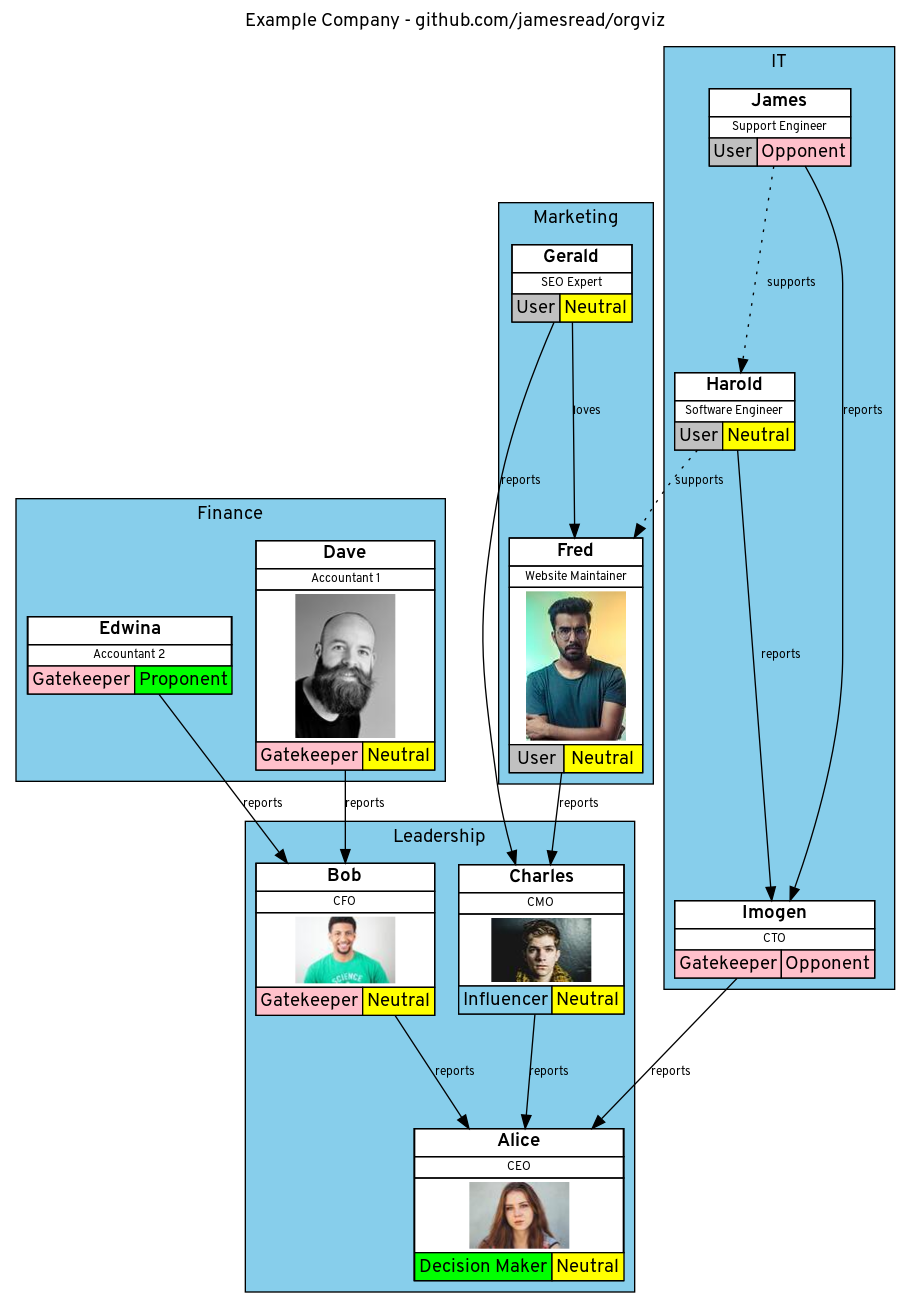 Example Company - github.com/jamesread/orgviz
IT
James
Support Engineer
User Opponent
supports
reports
Marketing
Gerald
SEO Expert
User Neutral
loves
reports
Harold
Software Engineer
User Neutral
supports
reports
Finance
Edwina
Accountant 2
Gatekeeper Proponent
reports
Dave
Accountant 1
Gatekeeper Neutral
reports
Fred
Website Maintainer
User Neutral
reports
Leadership
Bob
CFO
SCIENCE
Gatekeeper Neutral
reports
Charles
CMO
Influencer Neutral
reports
Imogen
CTO
Gatekeeper Opponent
reports
Alice
CEO
Decision Maker Neutral